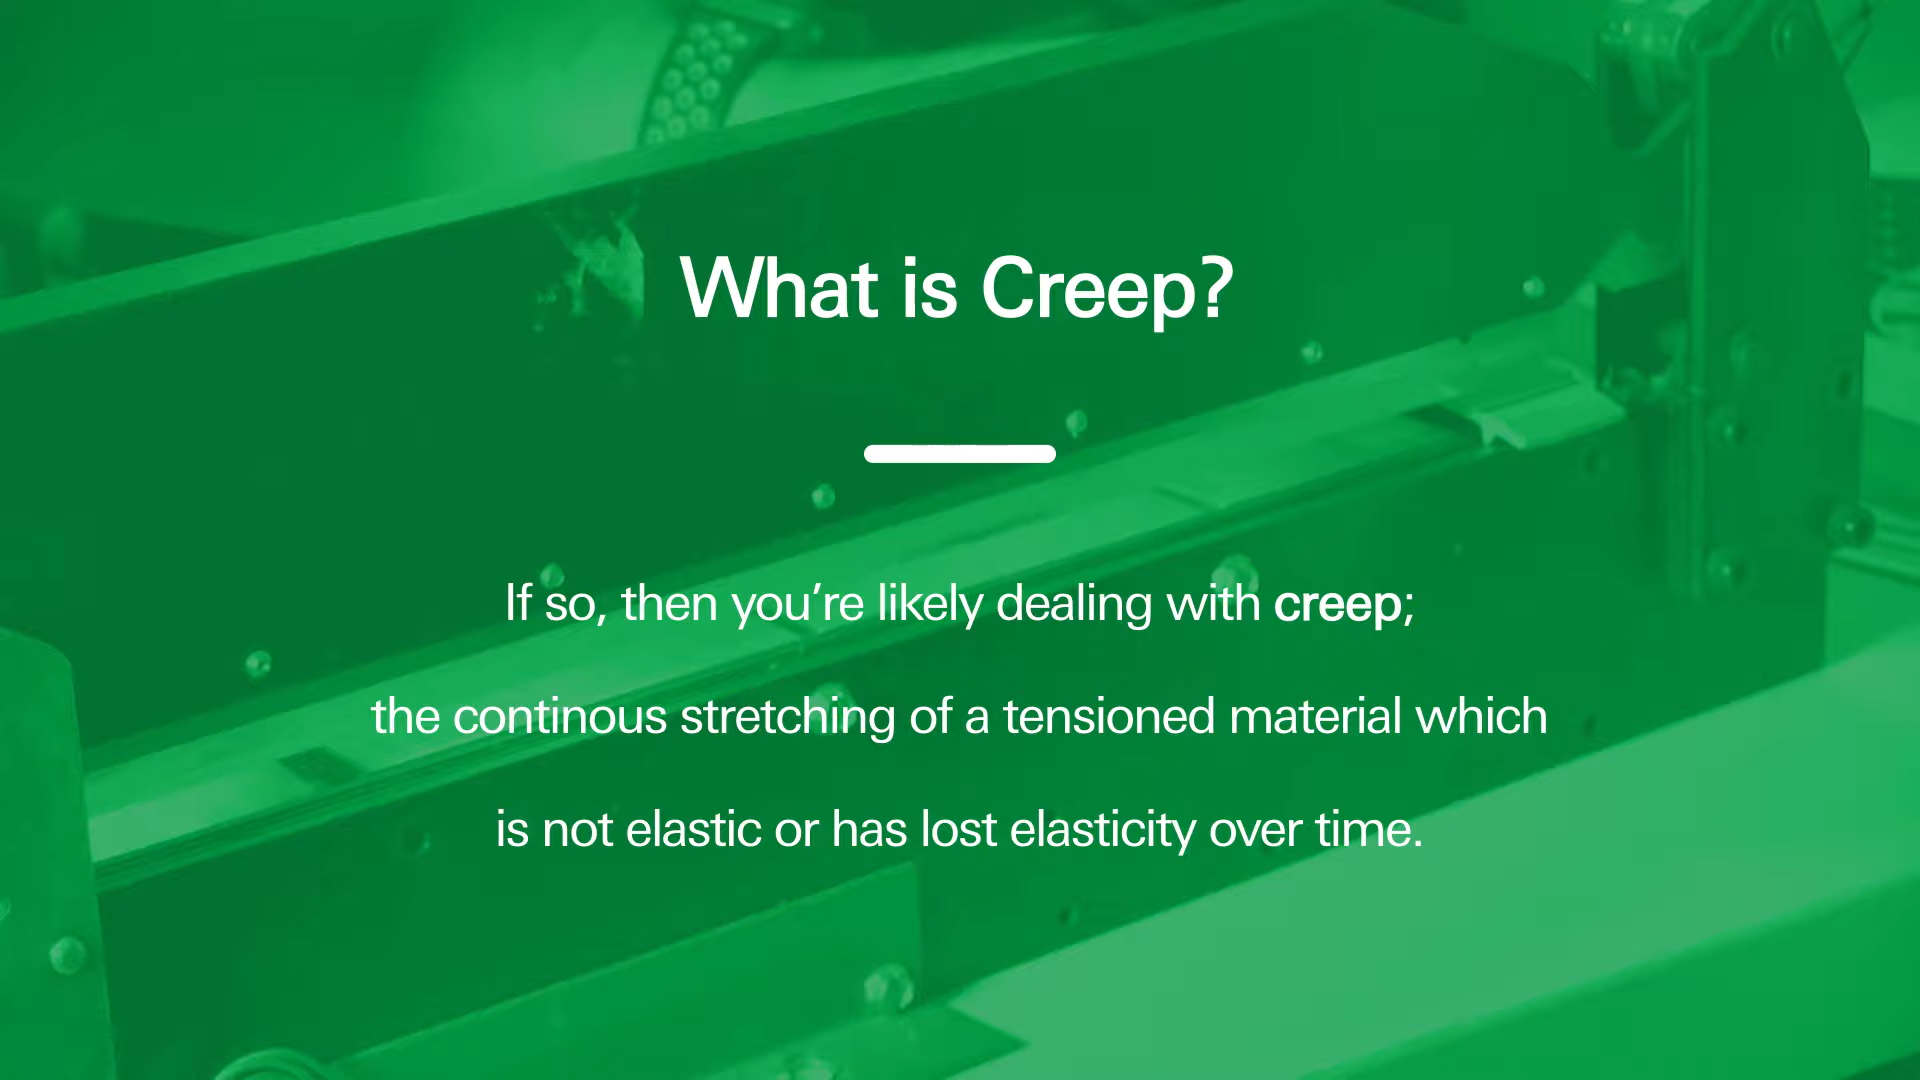 What is Creep?
If so, then you’re likely dealing with creep;
the continous stretching of a tensioned material which
is not elastic or has lost elasticity over time.